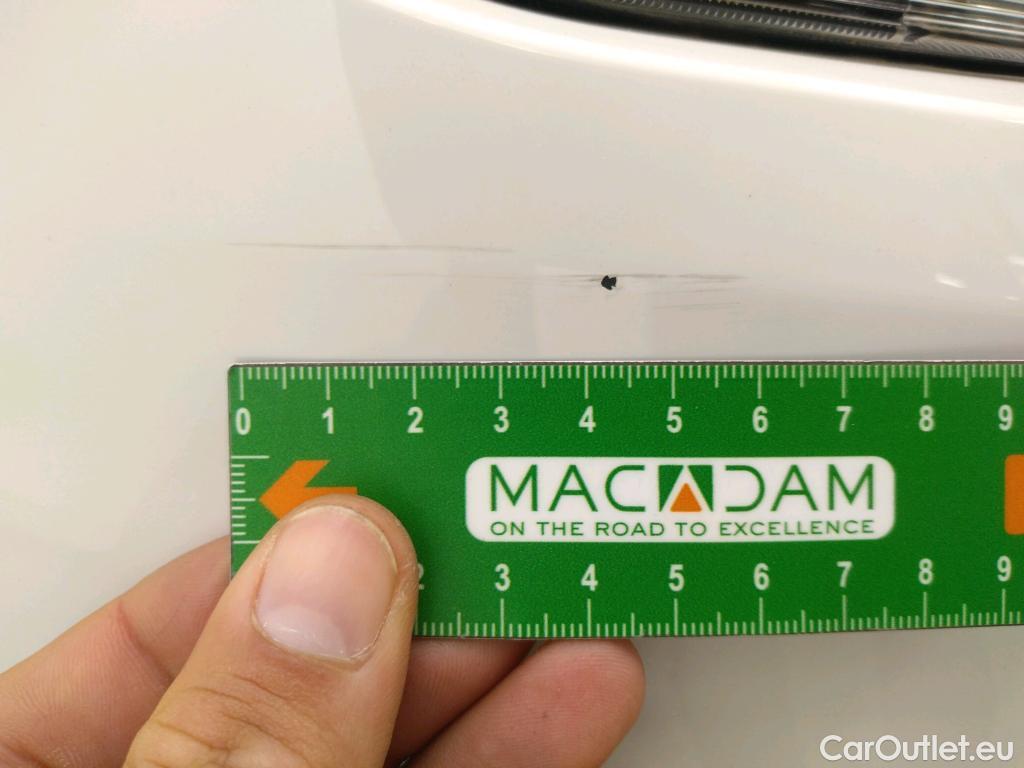 0 1 2 3 4 5 6 7 8 9
MACADAM
ON THE ROAD TO EXCELLENCE
2 3 4 5 6 7 8 9
CarOutlet.eu